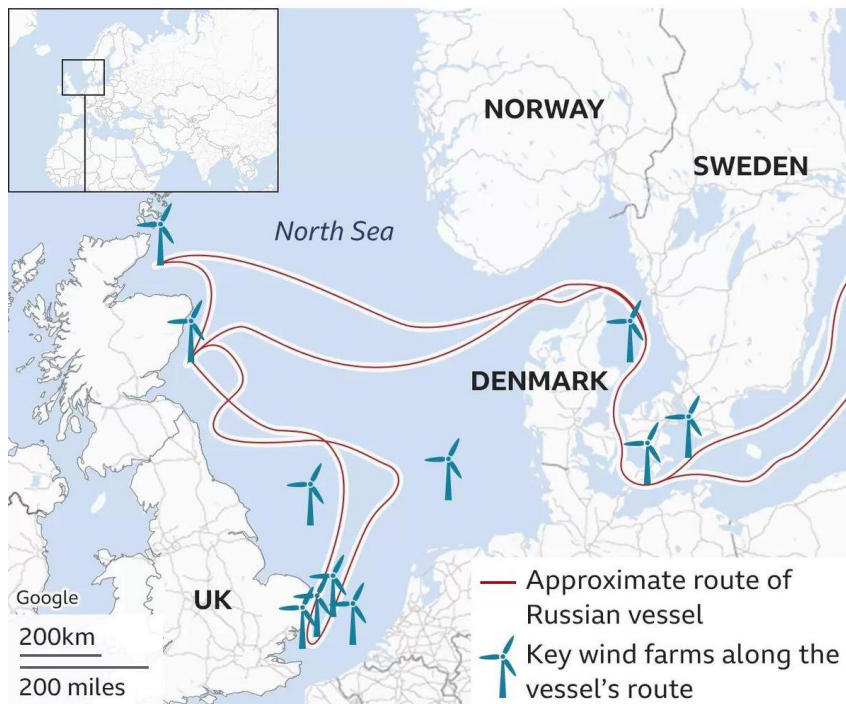 NORWAY
SWEDEN
North Sea
DENMARK
UK
Google
200km
200 miles
Approximate route of
Russian vessel
Key wind farms along the
vessel's route